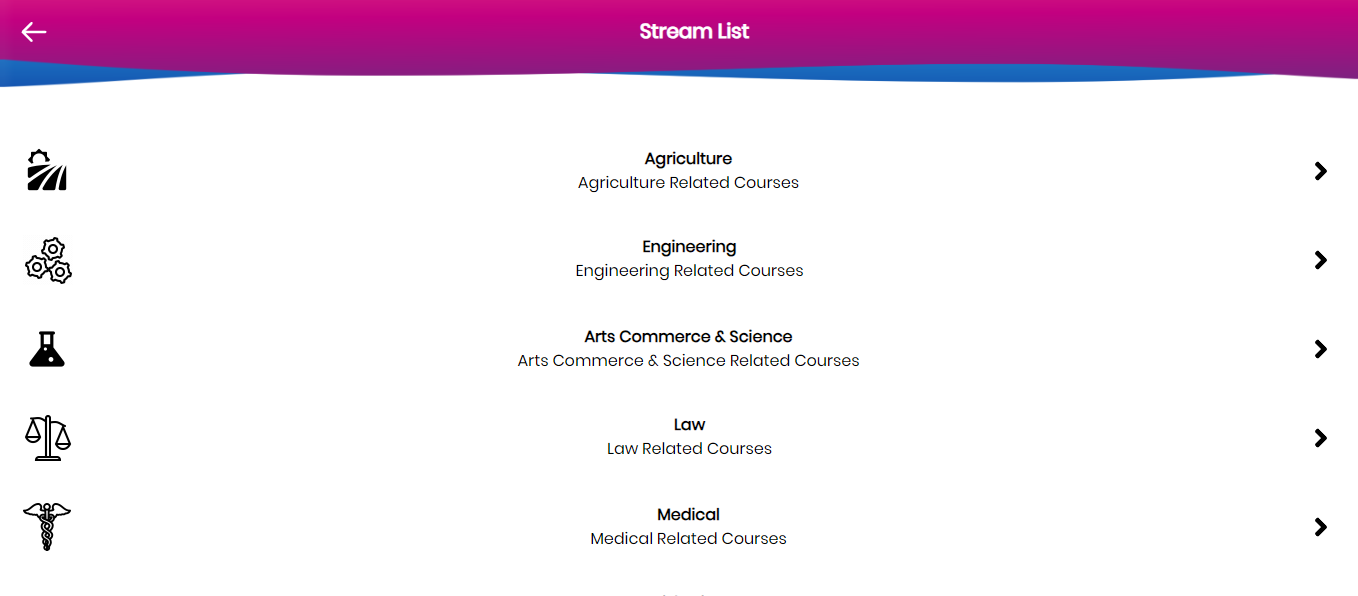 Stream List
Agriculture
Agriculture Related Courses
Engineering
Engineering Related Courses
Arts Commerce & Science
Arts Commerce & Science Related Courses
Law
Law Related Courses
Medical
Medical Related Courses